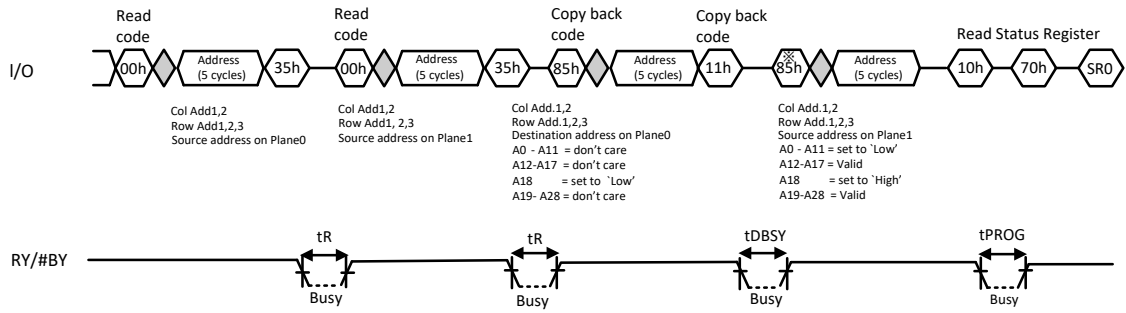 Read
code
Read
code
Copy back
code
Copy back
code
Read Status Register
I/O
00h
Address
(5 cycles)
35h
00h
Address
(5 cycles)
35h
85h
Address
(5 cycles)
11h
※
85h
Address
(5 cycles)
10h
70h
SR0
Col Add1,2
Row Add1,2,3
Source address on Plane0
Col Add1,2
Row Add1, 2,3
Source address on Plane1
Col Add.1,2
Row Add.1,2,3
Destination address on Plane0
A0 - A11 = don't care
A12-A17 = don't care
A18 = set to `Low'
A19- A28 = don't care
Col Add.1,2
Row Add.1,2,3
Source address on Plane1
A0 - A11 = set to `Low'
A12-A17 = Valid
A18 = set to `High'
A19- A28 = Valid
RY/#BY
tR
Busy
tR
Busy
tDBSY
Busy
tPROG
Busy